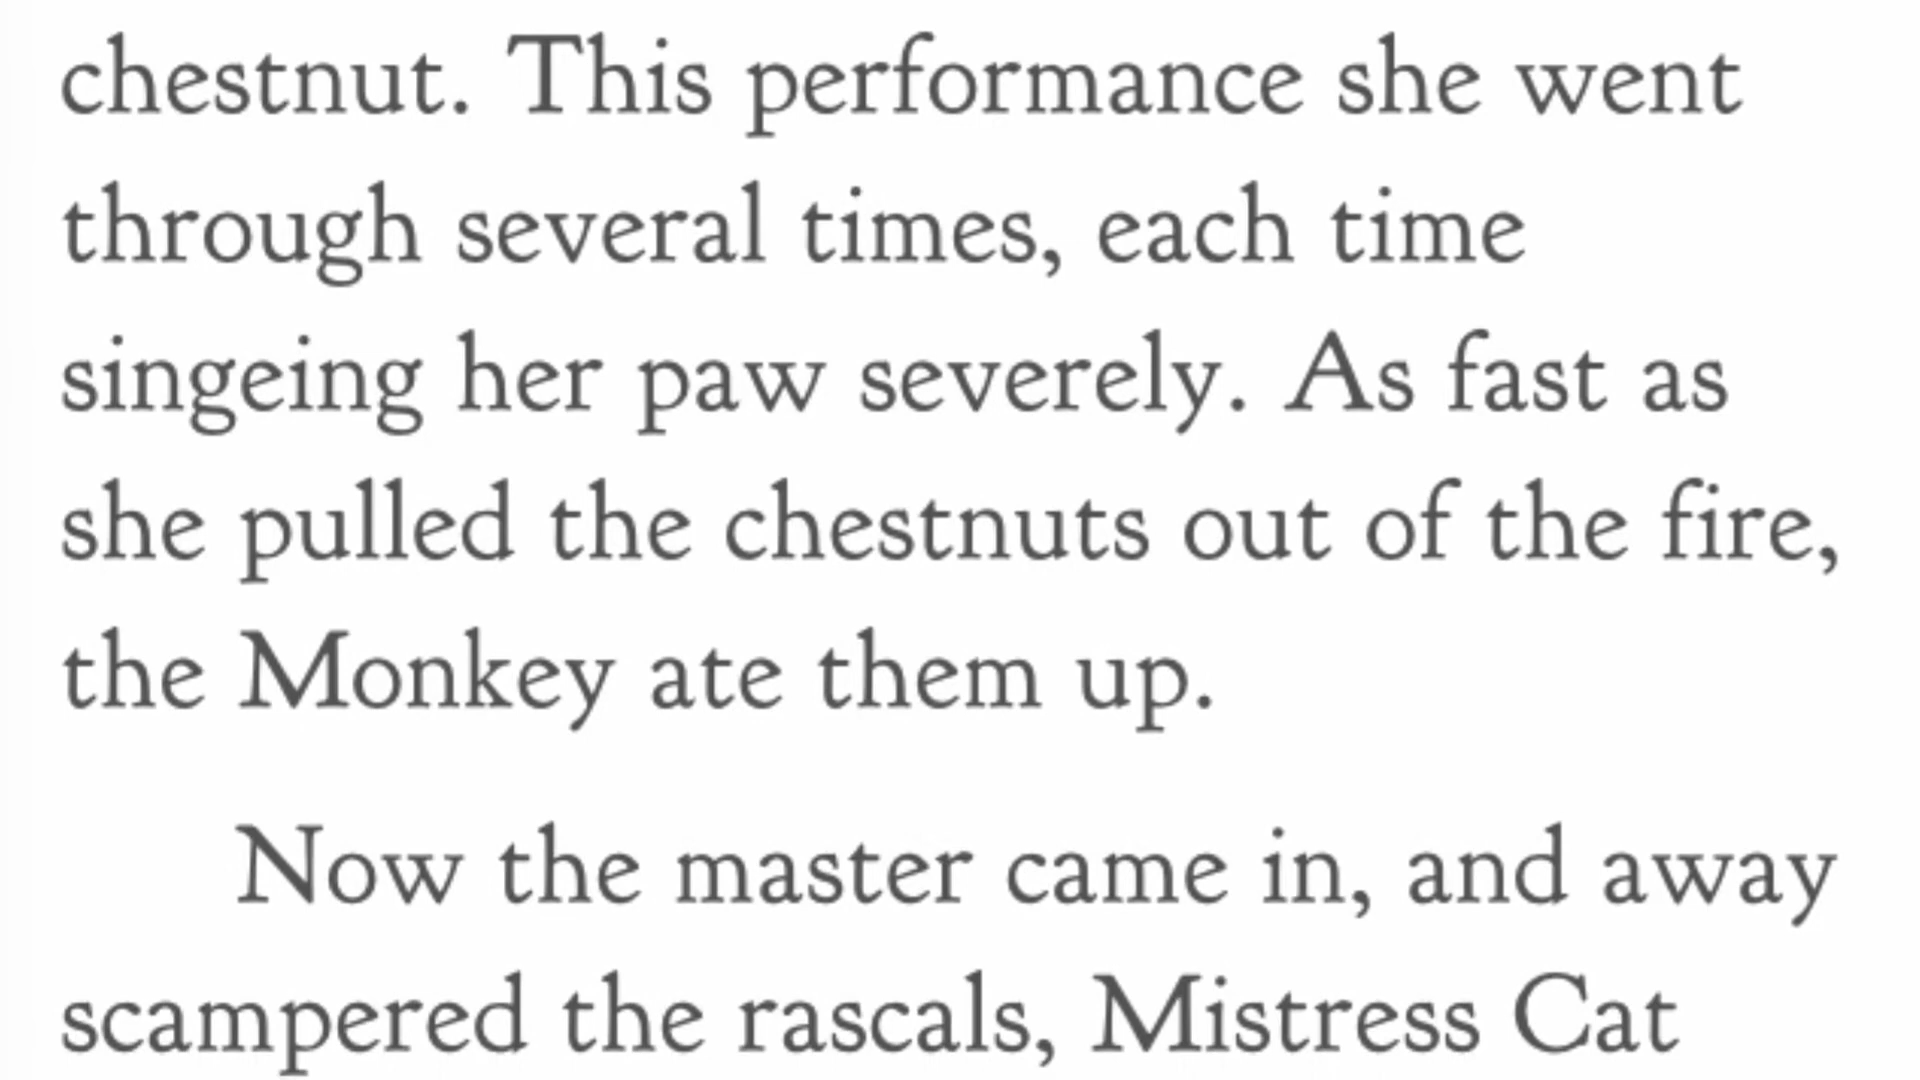 chestnut. This performance she went
through several times, each time
singeing her paw severely. As fast as
she pulled the chestnuts out of the fire,
the Monkey ate them up.
Now the master came in, and away
scampered the rascals, Mistress Cat